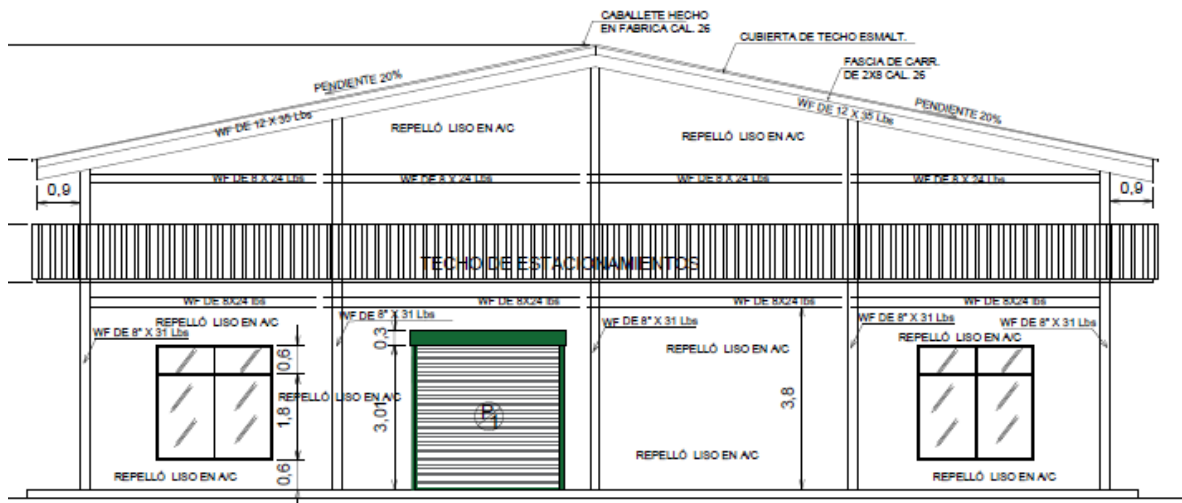 CABALLETE HECHO
EN FABRICA CAL. 26
CUBIERTA DE TECHO ESMALT.
FASCIA DE CARR.
DE 2X8 CAL. 26
PENDIENTE 20%
PENDIENTE 20%
WF DE 12 X 35 Lbs
WF DE 12 X 35 Lbs
REPELLÓ LISO EN A/C
REPELLÓ LISO EN A/C
WF DE 8 X 24 Lbs
WF DE 8 X 24 Lbs
WF DE 8 X 24 Lbs
WF DE 8 X 24 Lbs
0,9
0,9
TECHO DE ESTACIONAMIENTOS
WF DE 8X24 lbs
WF DE 8X24 lbs
WF DE 8X24 lbs
WF DE 8X24 lbs
REPELLÓ LISO EN A/C
WF DE 8" X 31 Lbs
WF DE 8" X 31 Lbs
WF DE 8" X 31 Lbs
WF DE 8" X 31 Lbs
WF DE 8" X 31 Lbs
REPELLÓ LISO EN A/C
REPELLÓ LISO EN A/C
0,6
0,3
REPELLÓ LISO EN A/C
1,8
3,01
P
1
3,8
REPELLÓ LISO EN A/C
REPELLÓ LISO EN A/C
REPELLÓ LISO EN A/C
0,6